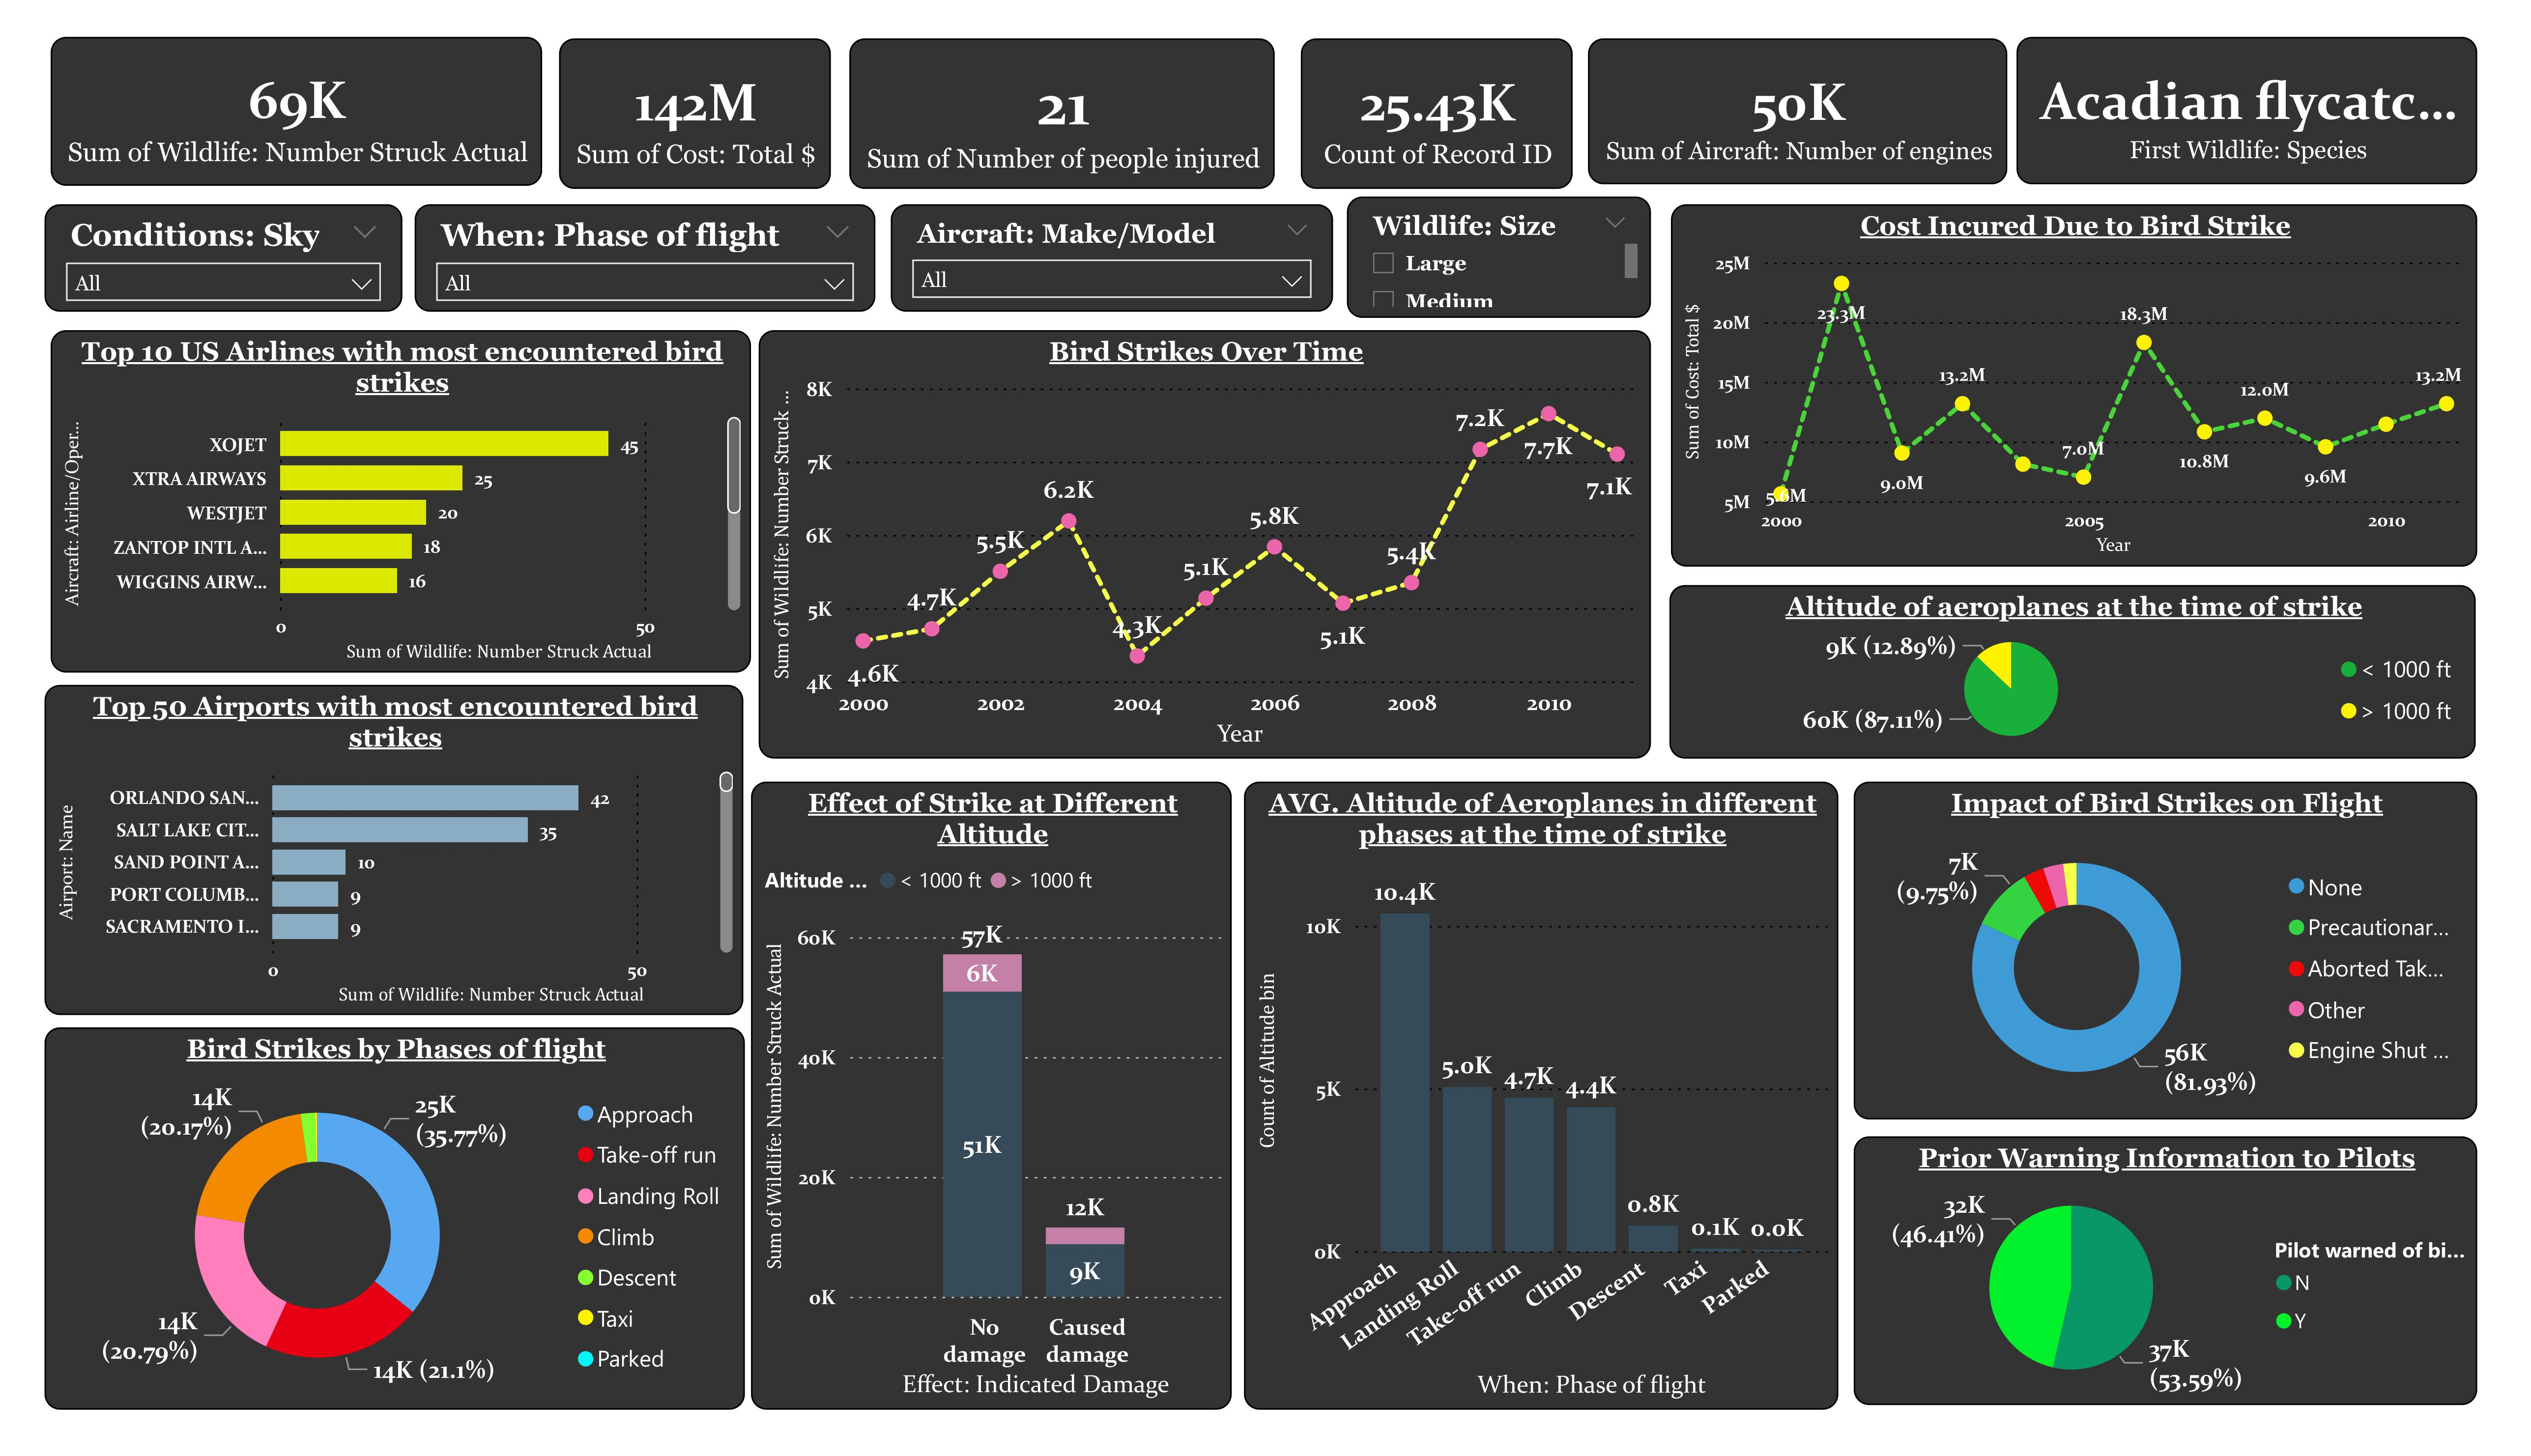 69K
Sum of Wildlife: Number Struck Actual
142M
Sum of Cost: Total $
21
Sum of Number of people injured
25.43K
Count of Record ID
50K
Sum of Aircraft: Number of engines
Acadian flycatc...
First Wildlife: Species
Conditions: Sky
All
When: Phase of flight
All
Aircraft: Make/Model
All
Wildlife: Size
Large
Medium
Cost Incured Due to Bird Strike
Sum of Cost: Total $
25M
20M
15M
10M
5M
5.6M
23.3M
9.0M
13.2M
7.0M
18.3M
10.8M
12.0M
9.6M
13.2M
2000
2005
2010
Year
Top 10 US Airlines with most encountered bird
strikes
Aircraft: Airline/Oper...
XOJET
45
XTRA AIRWAYS
25
WESTJET
20
ZANTOP INTL A...
18
WIGGINS AIRW...
16
0
50
Sum of Wildlife: Number Struck Actual
Bird Strikes Over Time
Sum of Wildlife: Number Struck ...
8K
7K
6K
5K
4K
4.6K
4.7K
5.5K
6.2K
4.3K
5.1K
5.8K
5.1K
5.4K
7.2K
7.7K
7.1K
2000
2002
2004
2006
2008
2010
Year
Altitude of aeroplanes at the time of strike
9K (12.89%)
60K (87.11%)
< 1000 ft
> 1000 ft
Top 50 Airports with most encountered bird
strikes
Airport: Name
ORLANDO SAN...
42
SALT LAKE CIT...
35
SAND POINT A...
10
PORT COLUMB...
9
SACRAMENTO I...
9
0
50
Sum of Wildlife: Number Struck Actual
Effect of Strike at Different
Altitude
Altitude ...
< 1000 ft
> 1000 ft
Sum of Wildlife: Number Struck Actual
60K
40K
20K
0K
57K
6K
51K
12K
9K
No
damage
Caused
damage
Effect: Indicated Damage
AVG. Altitude of Aeroplanes in different
phases at the time of strike
Count of Altitude bin
10K
5K
0K
10.4K
5.0K
4.7K
4.4K
0.8K
0.1K
0.0K
Approach
Landing Roll
Take-off run
Climb
Descent
Taxi
Parked
When: Phase of flight
Impact of Bird Strikes on Flight
7K
(9.75%)
56K
(81.93%)
None
Precautionar...
Aborted Tak...
Other
Engine Shut ...
Bird Strikes by Phases of flight
14K
(20.17%)
25K
(35.77%)
14K
(20.79%)
14K (21.1%)
Approach
Take-off run
Landing Roll
Climb
Descent
Taxi
Parked
Prior Warning Information to Pilots
32K
(46.41%)
37K
(53.59%)
Pilot warned of bi...
N
Y